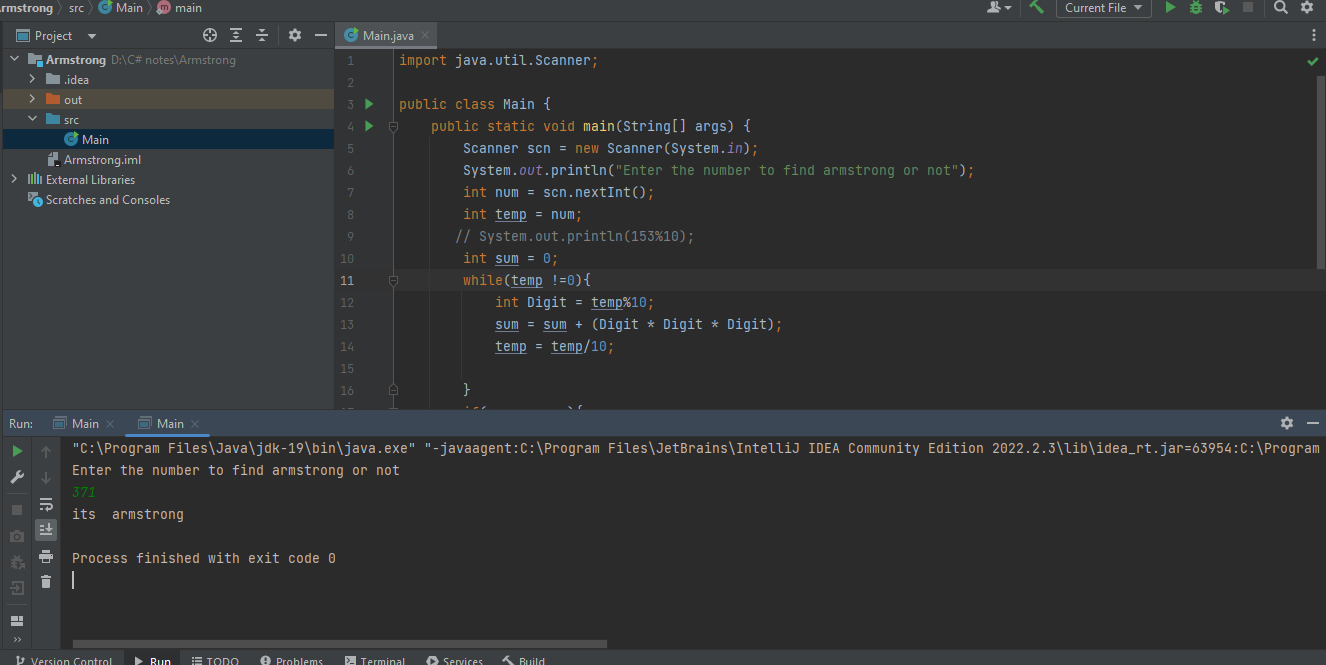 Armstrong src Main main
Current File
Project
Main.java
Armstrong D:\C# notes\Armstrong
.idea
out
src
Main
Armstrong.iml
External Libraries
Scratches and Consoles
1 import java.util.Scanner;
2
3 public class Main {
4 public static void main(String[] args) {
5 Scanner scn = new Scanner(System.in);
6 System.out.println("Enter the number to find armstrong or not");
7 int num = scn.nextInt();
8 int temp = num;
9 // System.out.println(153%10);
10 int sum = 0;
11 while(temp !=0){
12 int Digit = temp%10;
13 sum = sum + (Digit * Digit * Digit);
14 temp = temp/10;
15
16 }
Run: Main Main
"C:\Program Files\Java\jdk-19\bin\java.exe" "-javaagent:C:\Program Files\JetBrains\IntelliJ IDEA Community Edition 2022.2.3\lib\idea_rt.jar=63954:C:\Program
Enter the number to find armstrong or not
371
its  armstrong
Process finished with exit code 0
Version Control Run TODO Problems Terminal Services Build